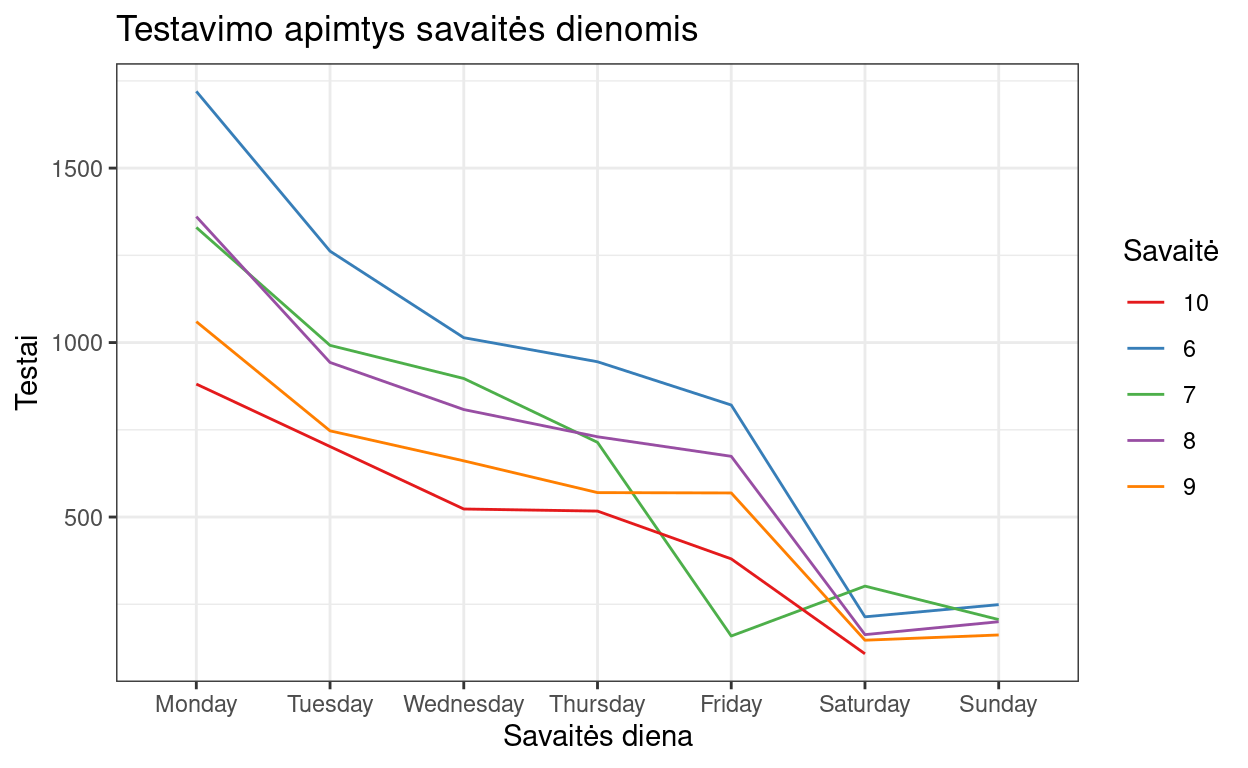 Testavimo apimtys savaitės dienomis
Testai
1500
1000
500
Monday Tuesday Wednesday Thursday Friday Saturday Sunday
Savaitės diena
Savaitė
10
6
7
8
9